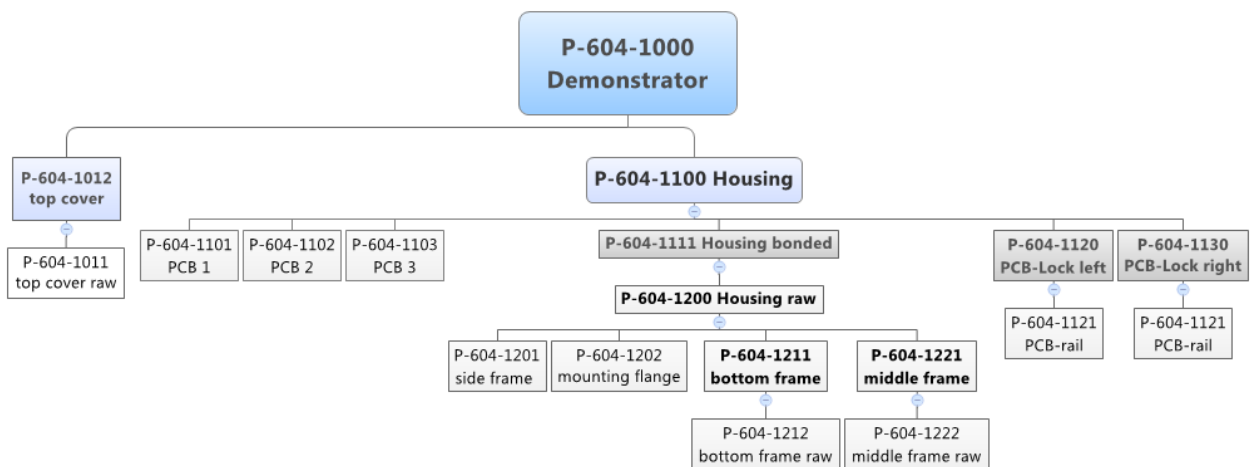 P-604-1000
Demonstrator
P-604-1012
top cover
P-604-1011
top cover raw
P-604-1100 Housing
P-604-1101
PCB 1
P-604-1102
PCB 2
P-604-1103
PCB 3
P-604-1111 Housing bonded
P-604-1200 Housing raw
P-604-1201
side frame
P-604-1202
mounting flange
P-604-1211
bottom frame
P-604-1212
bottom frame raw
P-604-1221
middle frame
P-604-1222
middle frame raw
P-604-1120
PCB-Lock left
P-604-1121
PCB-rail
P-604-1130
PCB-Lock right
P-604-1121
PCB-rail